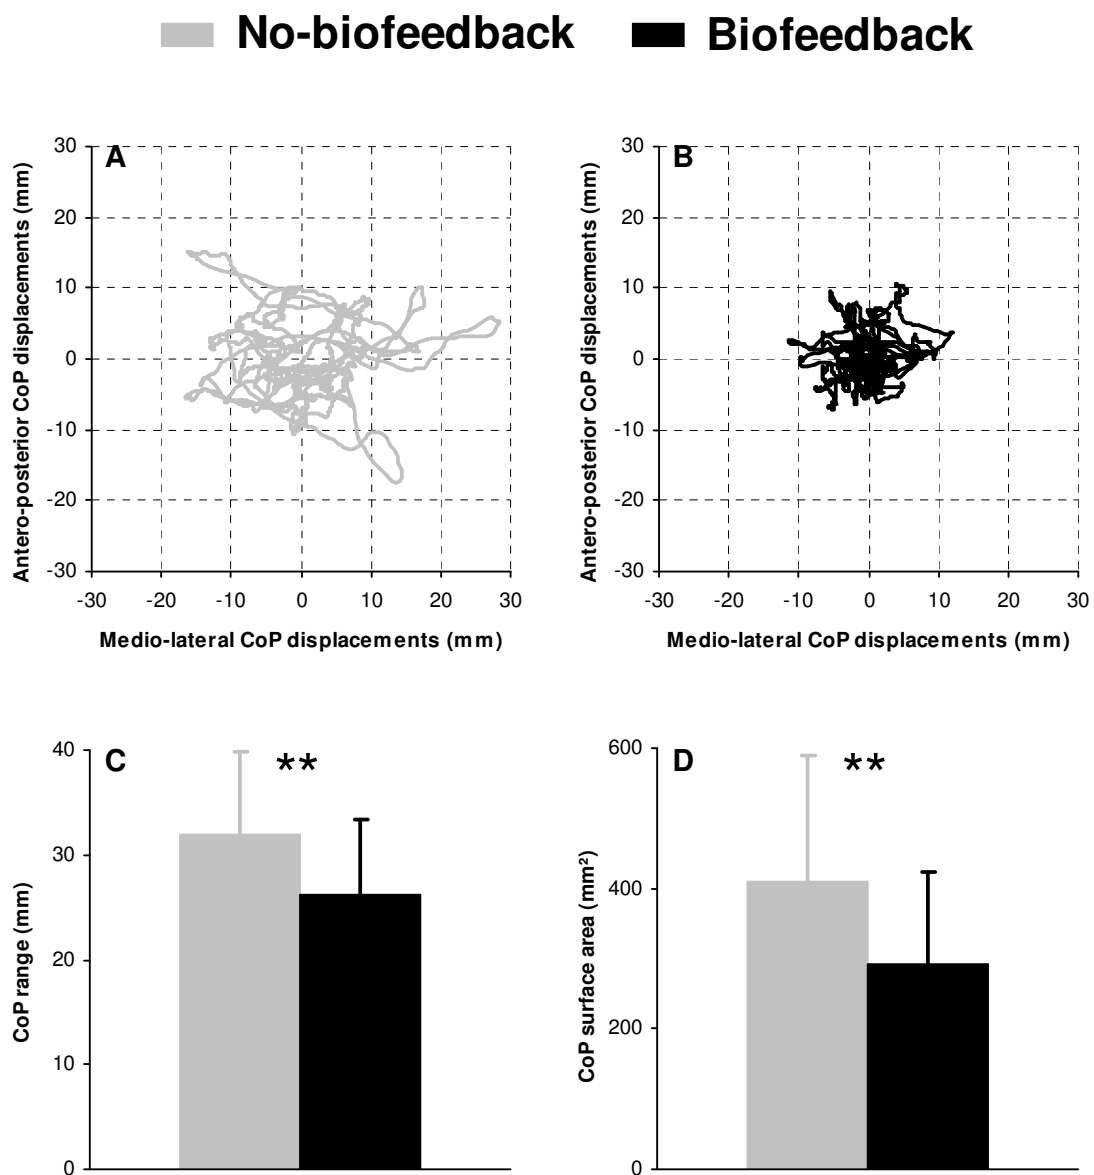 No-biofeedback Biofeedback
A
30
20
10
0
-10
-20
-30
-30 -20 -10 0 10 20 30
Antero-posterior CoP displacements (mm)
Medio-lateral CoP displacements (mm)
B
30
20
10
0
-10
-20
-30
-30 -20 -10 0 10 20 30
Antero-posterior CoP displacements (mm)
Medio-lateral CoP displacements (mm)
C
**
40
30
20
10
0
CoP range (mm)
D
**
600
400
200
0
CoP surface area (mm²)